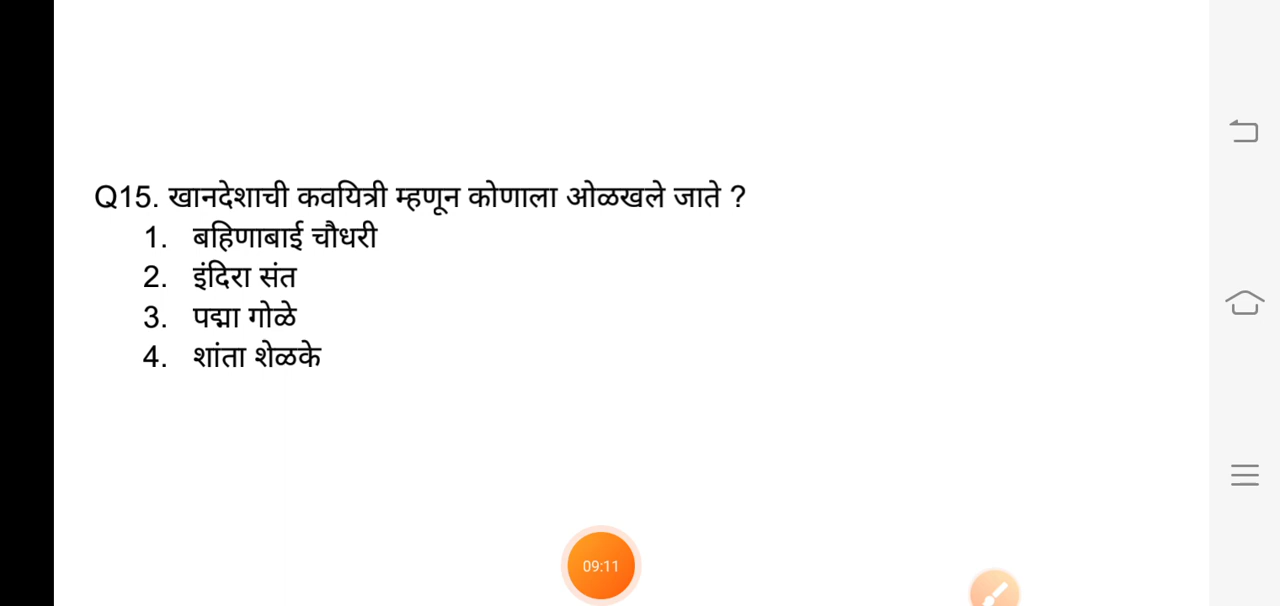 Q15. खानदेशाची कवयित्री म्हणून कोणाला ओळखले जाते ?
1. बहिणाबाई चौधरी
2. इंदिरा संत
3. पद्मा गोळे
4. शांता शेळके
09:11